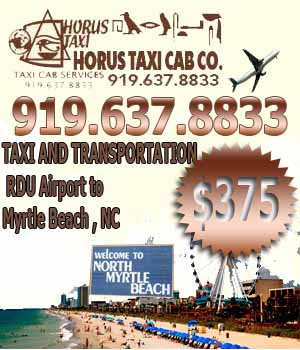 HORUS
TAXI
TAXI CAB SERVICES
919.637.8833
HORUS TAXI CAB CO.
919.637.8833
919.637.8833
TAXI AND TRANSPORTATION
RDU Airport to
Myrtle Beach , NC
$375
WELCOME TO
NORTH
MYRTLE
BEACH